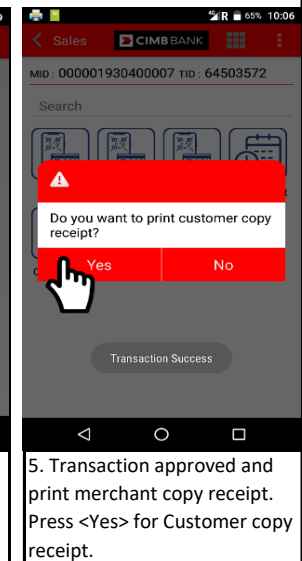 4G R 65% 10:06
Sales CIMB BANK
MID : 000001930400007 TID : 64503572
Search
Do you want to print customer copy
receipt?
Yes No
Transaction Success
5. Transaction approved and
print merchant copy receipt.
Press <Yes> for Customer copy
receipt.